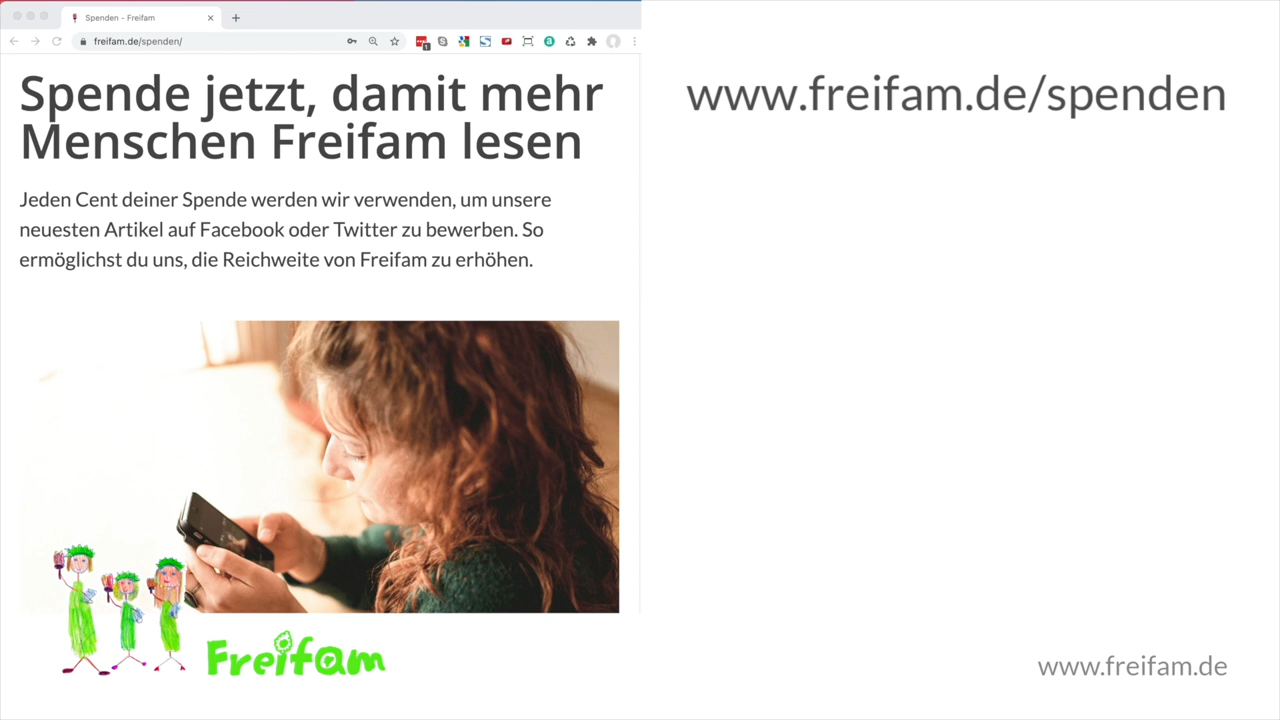 Spenden - Freifam
freifam.de/spenden/
1
a
Spende jetzt, damit mehr
Menschen Freifam lesen
Jeden Cent deiner Spende werden wir verwenden, um unsere
neuesten Artikel auf Facebook oder Twitter zu bewerben. So
ermöglichst du uns, die Reichweite von Freifam zu erhöhen.
www.freifam.de/spenden
Freifam
www.freifam.de